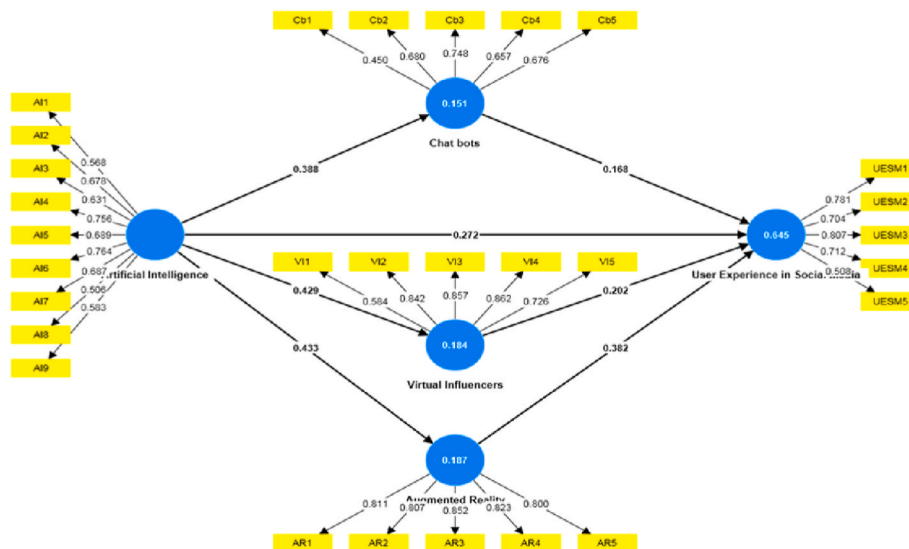 Cb1 Cb2 Cb3 Cb4 Cb5
0.450 0.680 0.748 0.657 0.676
0.151
Chat bots
AI1
AI2
AI3
AI4
AI5
AI6
AI7
AI8
AI9
0.568
0.678
0.631
0.756
0.689
0.764
0.687
0.506
0.583
Artificial Intelligence
0.388
0.168
0.272
0.429
0.202
0.433
0.382
VI1 VI2 VI3 VI4 VI5
0.584 0.842 0.857 0.862 0.726
0.184
Virtual Influencers
0.645
User Experience in Social Media
0.781
0.704
0.807
0.712
0.508
UESM1
UESM2
UESM3
UESM4
UESM5
0.187
Augmented Reality
0.811 0.807 0.852 0.823 0.800
AR1 AR2 AR3 AR4 AR5